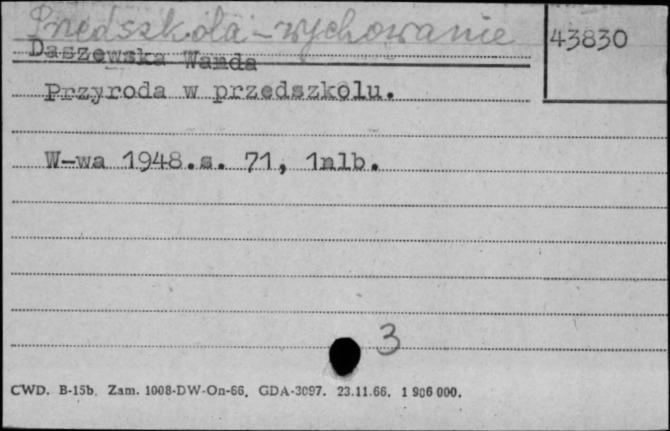 Przedszkola - wychowanie
43830
Daszewska Wanda
Przyroda w przedszkolu.
W-wa 1948.s. 71, 1nlb.
3
CWD. B-15b. Zam. 1008-DW-On-66. GDA-3097. 23.11.66. 1 906 000.